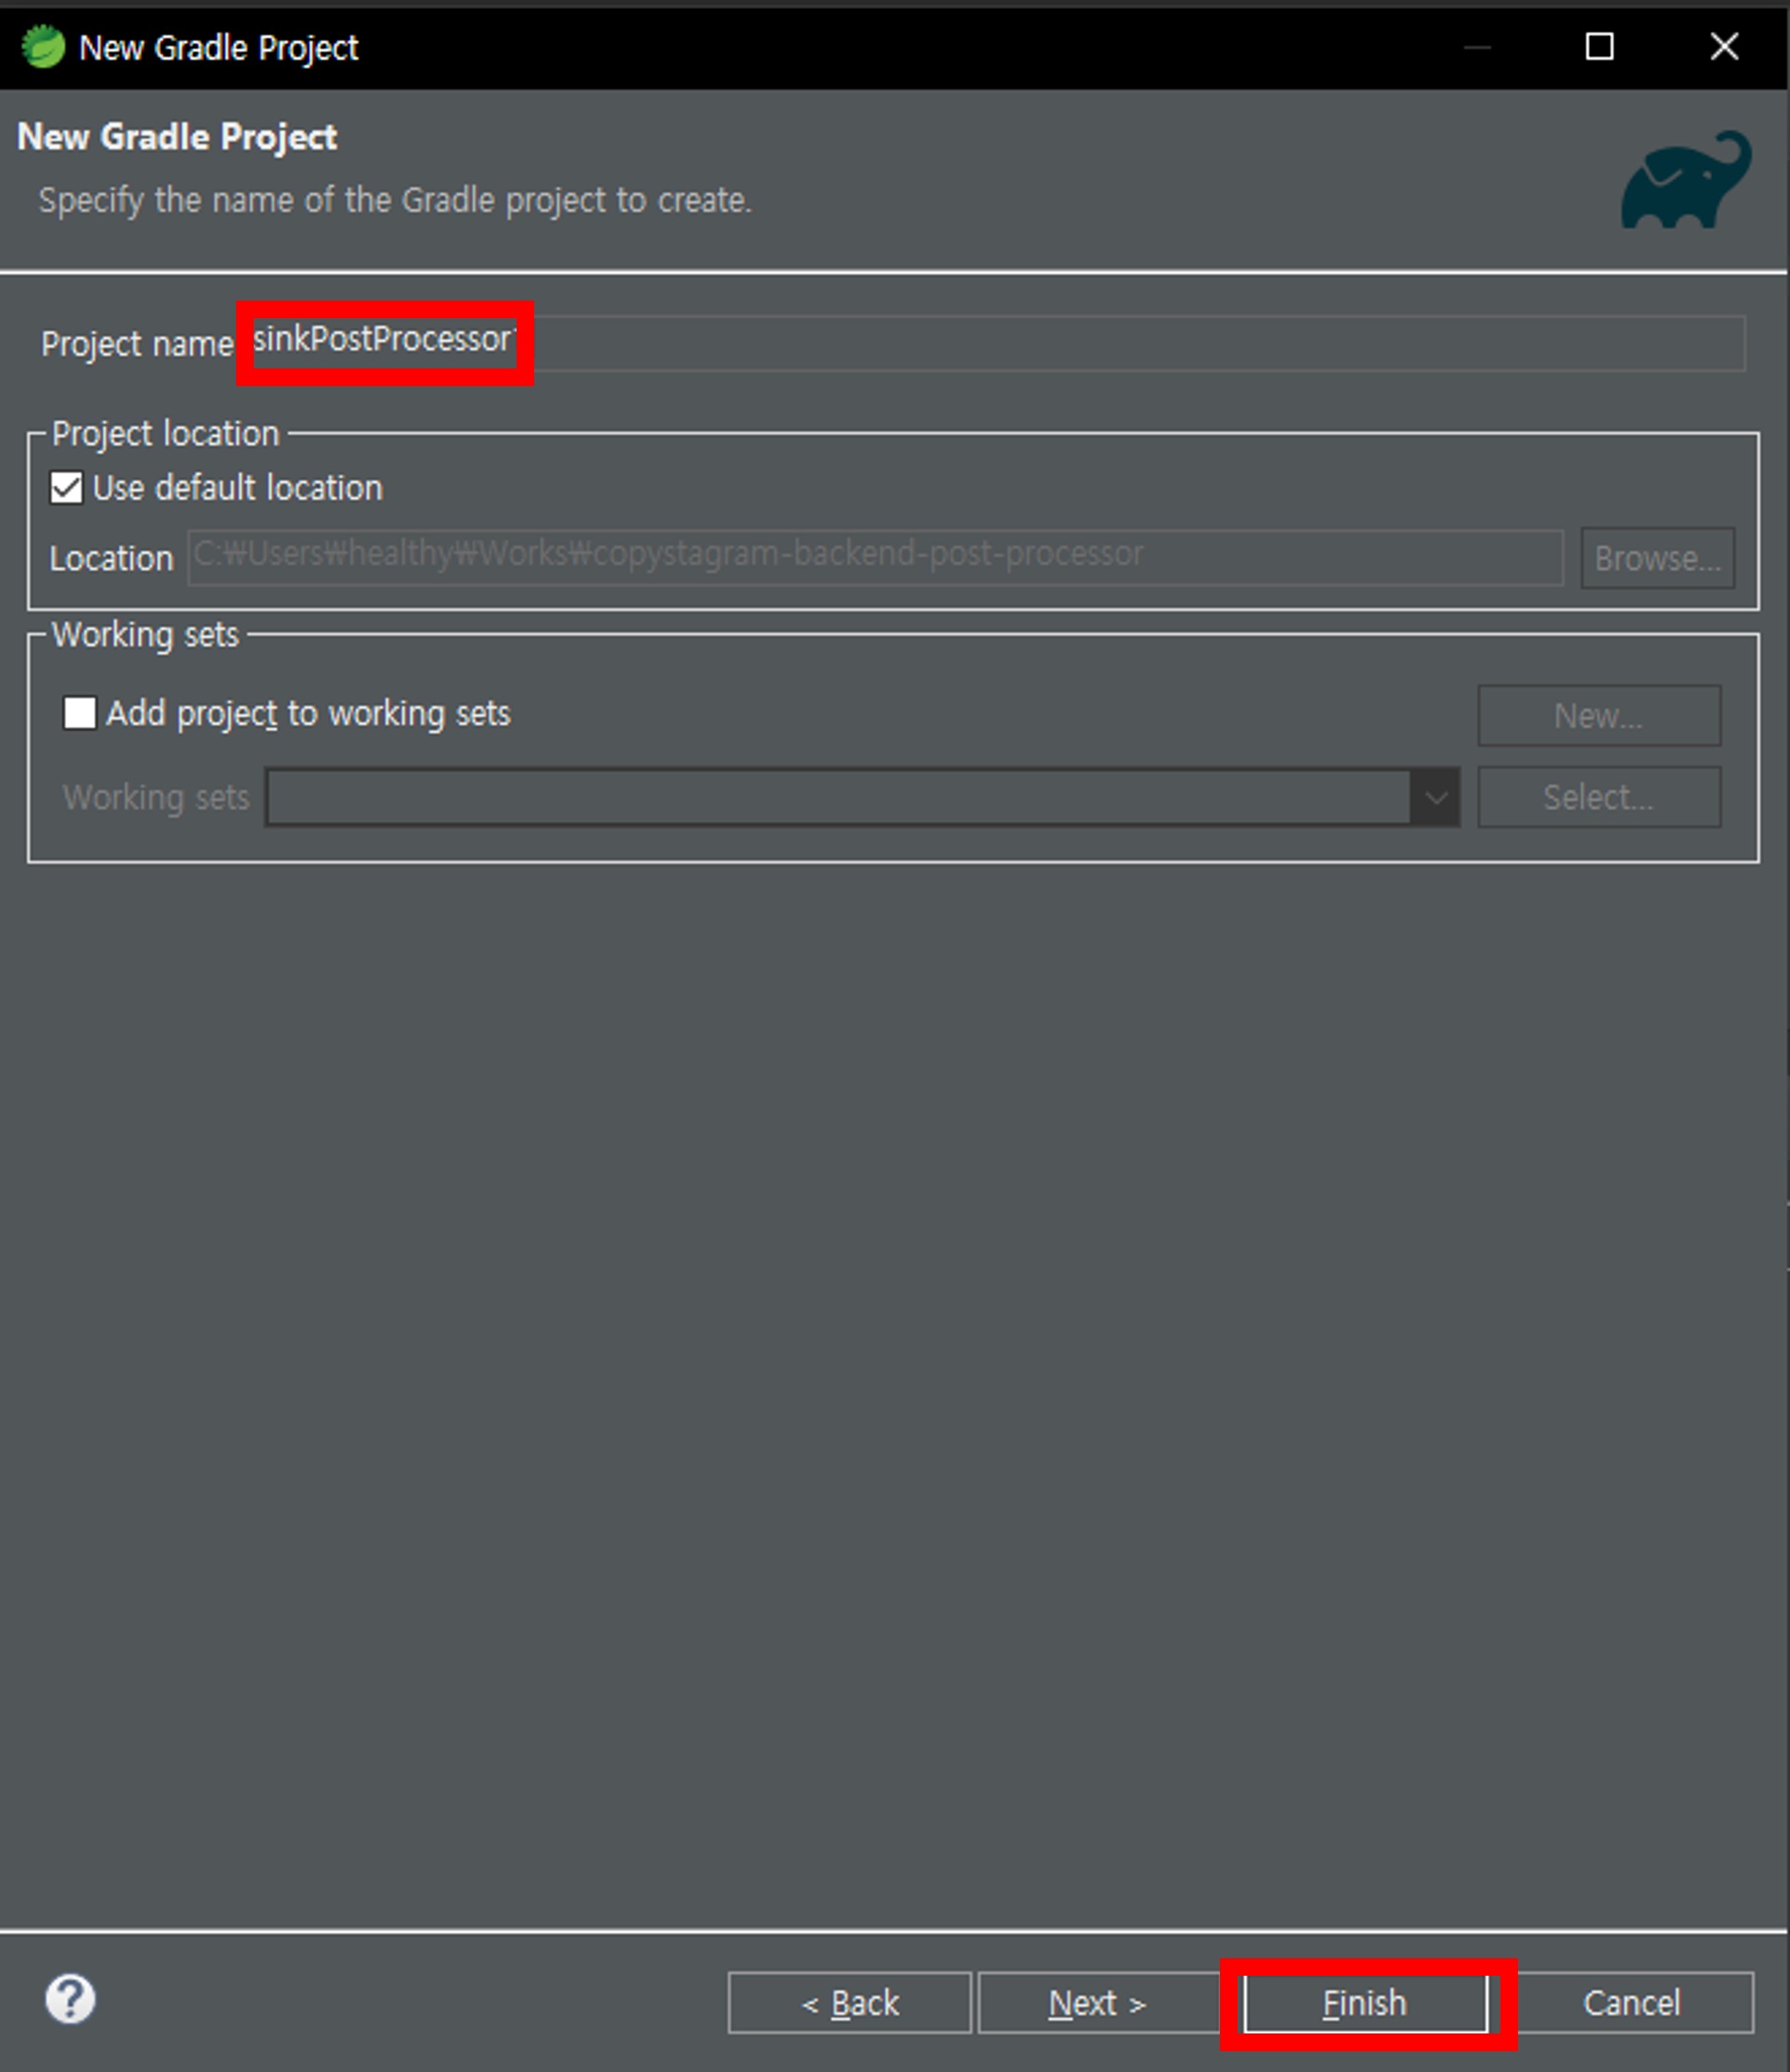 New Gradle Project
New Gradle Project
Specify the name of the Gradle project to create.
Project name sinkPostProcessor
Project location
Use default location
Location C:₩Users₩healthy₩Works₩copystagram-backend-post-processor Browse...
Working sets
Add project to working sets New...
Working sets Select...
< Back Next > Finish Cancel